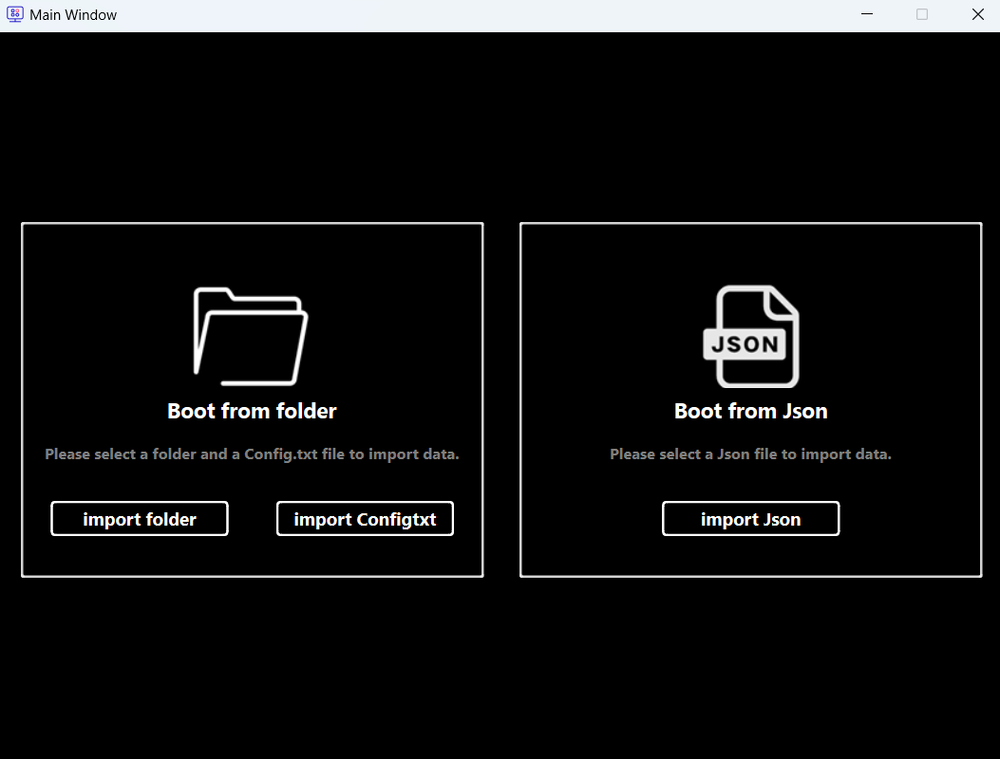 Main Window
Boot from folder
Please select a folder and a Config.txt file to import data.
import folder
import Configtxt
JSON
Boot from Json
Please select a Json file to import data.
import Json